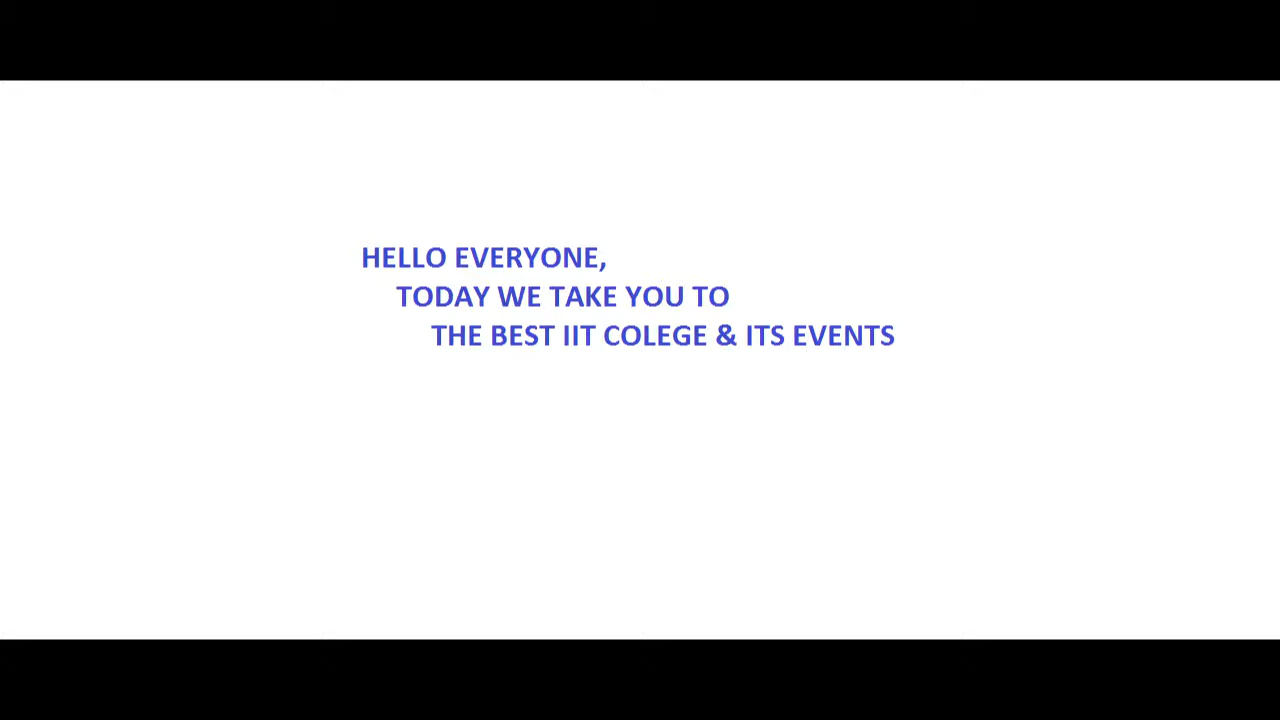 HELLO EVERYONE,
TODAY WE TAKE YOU TO
THE BEST IIT COLEGE & ITS EVENTS